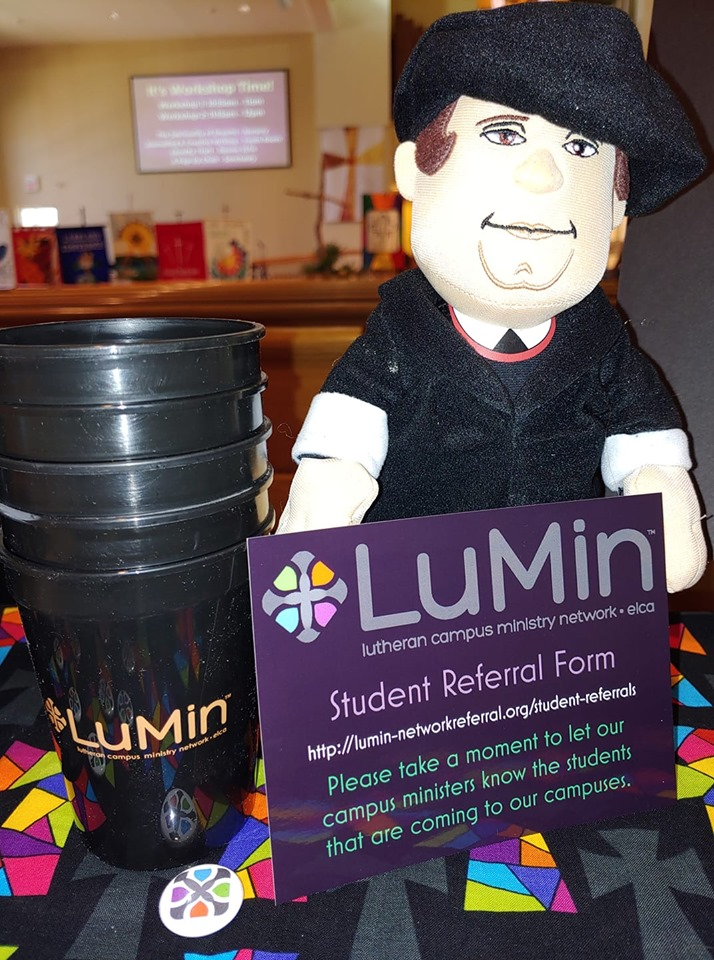 It's Workshop Time!
LuMin™
lutheran campus ministry network • elca
Student Referral Form
http://lumin-networkreferral.org/student-referrals
Please take a moment to let our
campus ministers know the students
that are coming to our campuses.
LuMin™
lutheran campus ministry network • elca